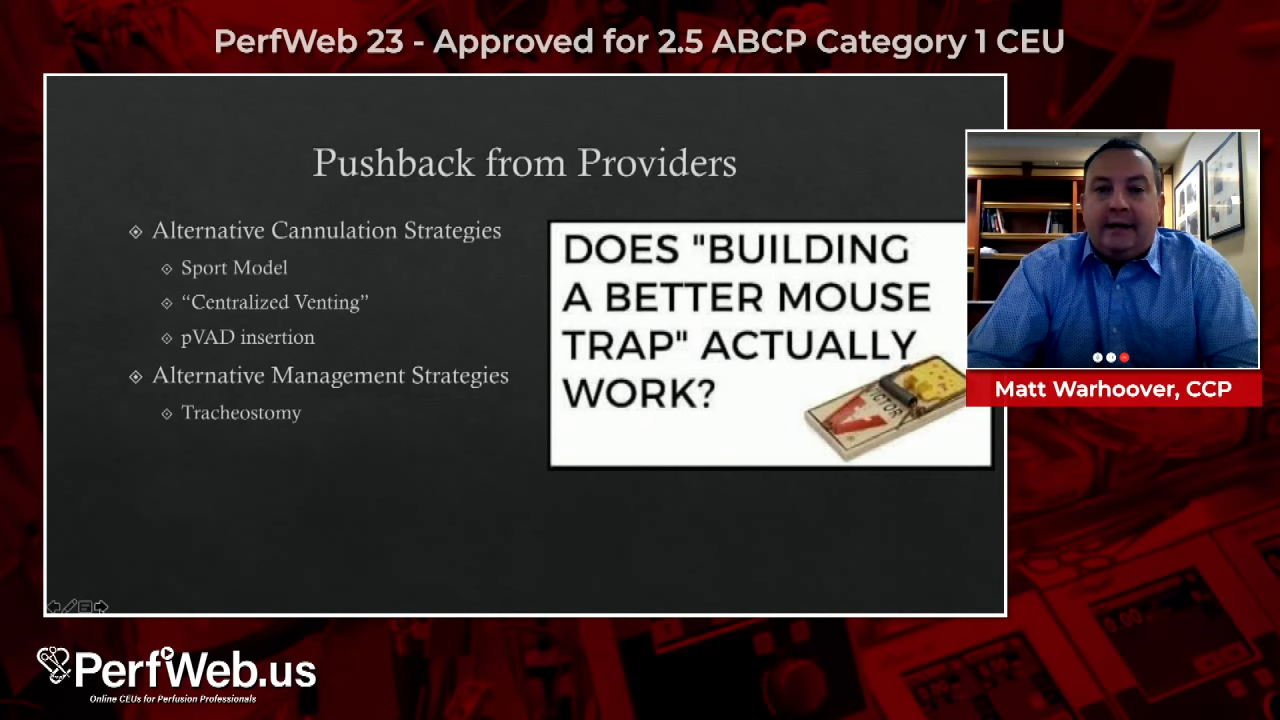 PerfWeb 23 - Approved for 2.5 ABCP Category 1 CEU
Pushback from Providers
Alternative Cannulation Strategies
Sport Model
“Centralized Venting”
pVAD insertion
Alternative Management Strategies
Tracheostomy
DOES "BUILDING
A BETTER MOUSE
TRAP" ACTUALLY
WORK?
VICTOR
V
Matt Warhoover, CCP
PerfWeb.us
Online CEUs for Perfusion Professionals